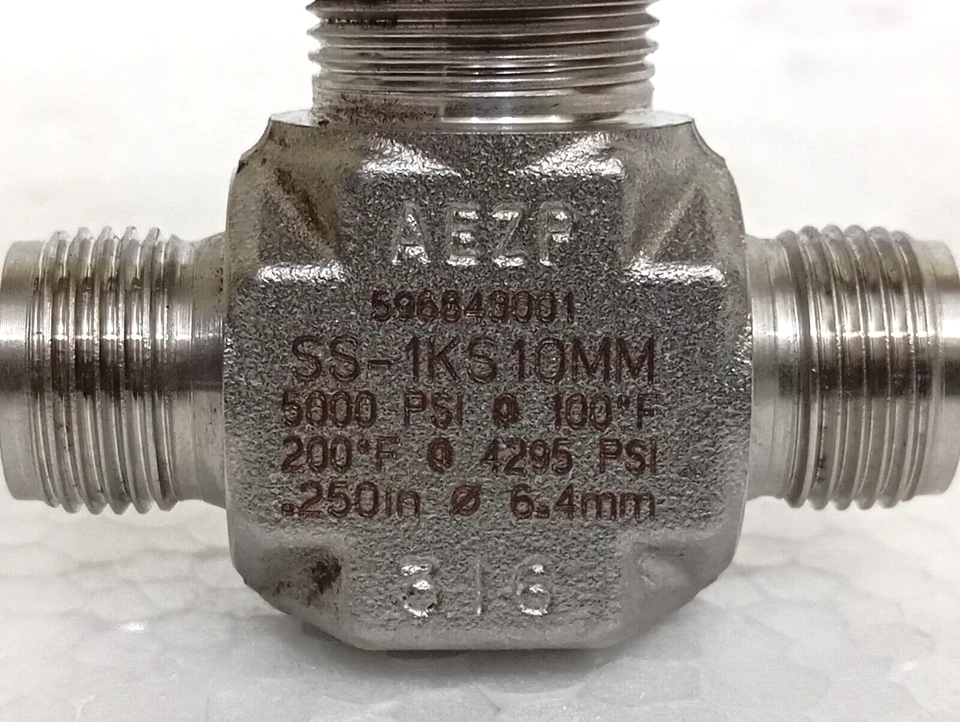 AEZP
596843001
SS-1KS10MM
5000 PSI @ 100°F
200°F @ 4295 PSI
.250in Ø 6.4mm
316